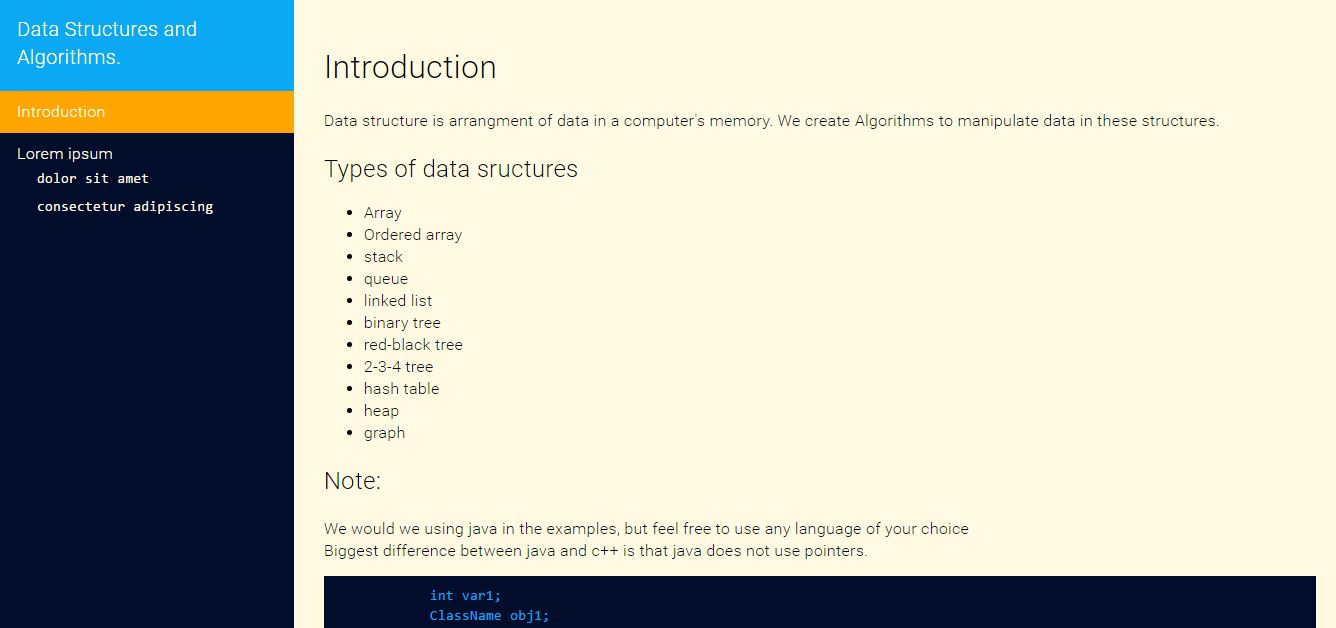 Data Structures and
Algorithms.
Introduction
Lorem ipsum
dolor sit amet
consectetur adipiscing
Introduction
Data structure is arrangment of data in a computer's memory. We create Algorithms to manipulate data in these structures.
Types of data sructures
Array
Ordered array
stack
queue
linked list
binary tree
red-black tree
2-3-4 tree
hash table
heap
graph
Note:
We would we using java in the examples, but feel free to use any language of your choice
Biggest difference between java and c++ is that java does not use pointers.
int var1;
ClassName obj1;